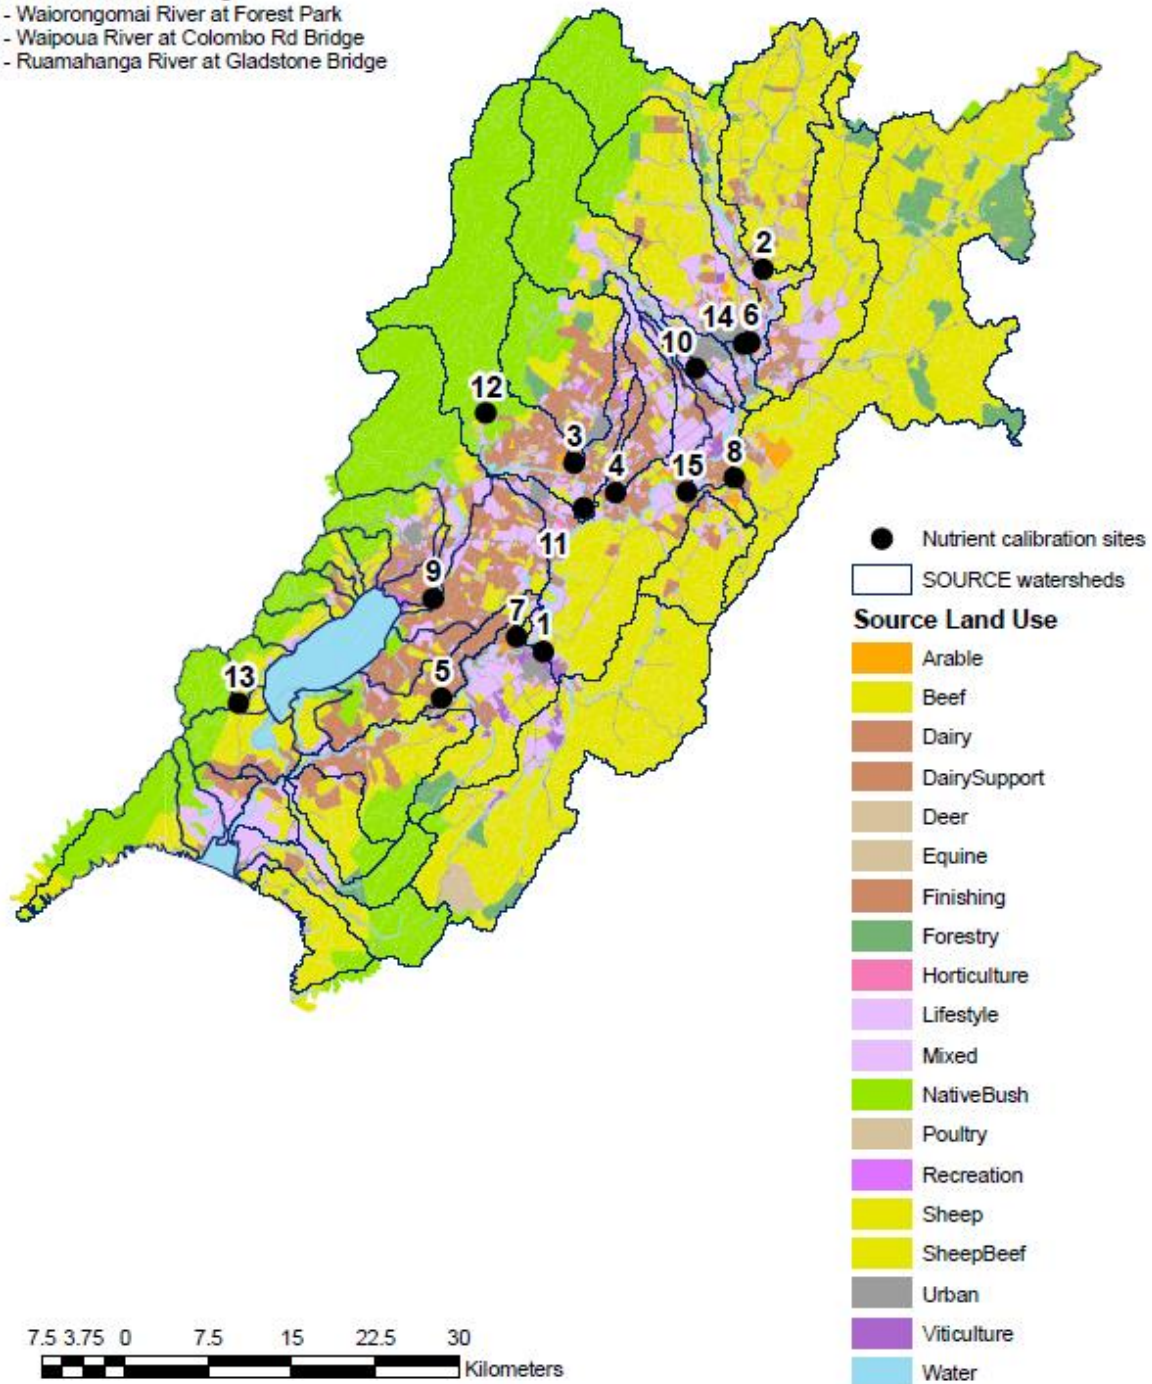 - Waiorongomai River at Forest Park
- Waipoua River at Colombo Rd Bridge
- Ruamahanga River at Gladstone Bridge
2
14 6
10
12
3
4
15
8
11
9
7
1
5
13
Nutrient calibration sites
SOURCE watersheds
Source Land Use
Arable
Beef
Dairy
DairySupport
Deer
Equine
Finishing
Forestry
Horticulture
Lifestyle
Mixed
NativeBush
Poultry
Recreation
Sheep
SheepBeef
Urban
Viticulture
Water
7.5 3.75 0 7.5 15 22.5 30
Kilometers